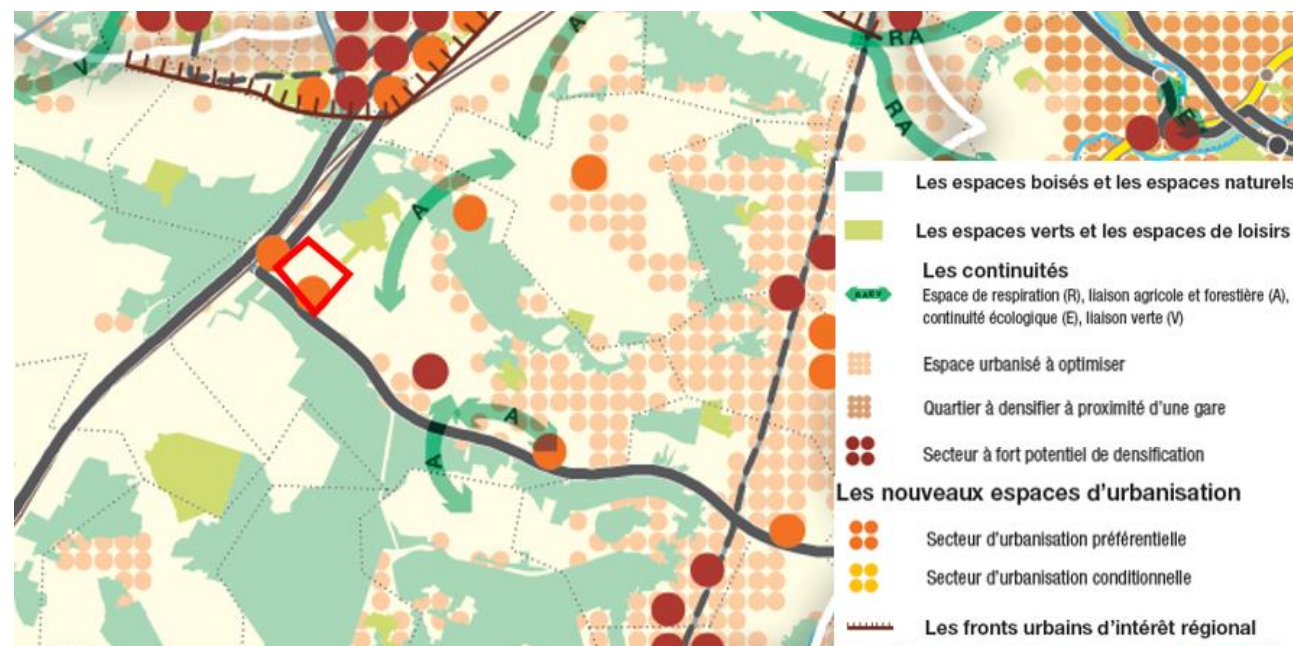 V
A
RA
RA
E
A
A
A
Les espaces boisés et les espaces naturels
Les espaces verts et les espaces de loisirs
Les continuités
Espace de respiration (R), liaison agricole et forestière (A),
continuité écologique (E), liaison verte (V)
Espace urbanisé à optimiser
Quartier à densifier à proximité d'une gare
Secteur à fort potentiel de densification
Les nouveaux espaces d'urbanisation
Secteur d'urbanisation préférentielle
Secteur d'urbanisation conditionnelle
Les fronts urbains d'intérêt régional